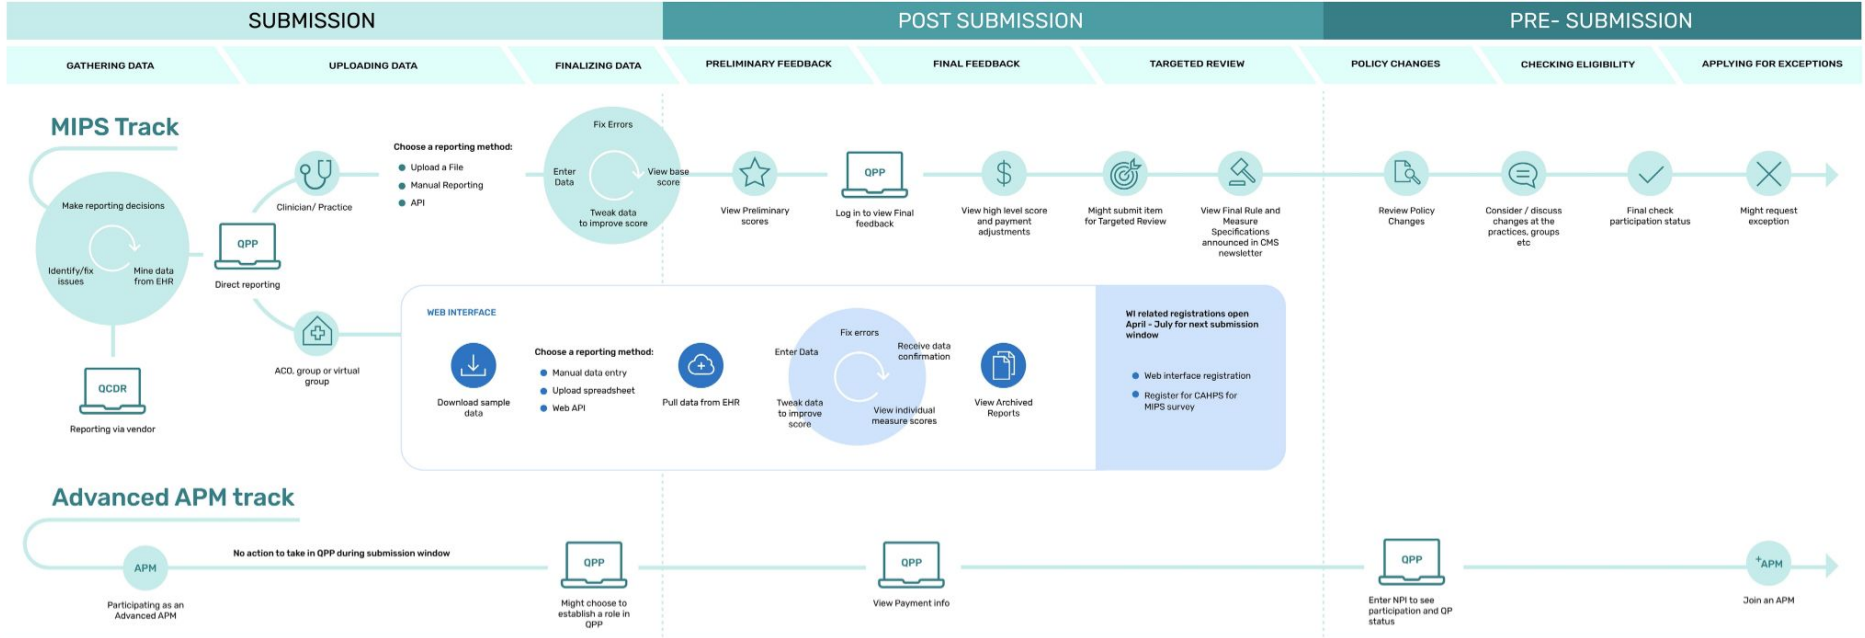 SUBMISSION
POST SUBMISSION
PRE- SUBMISSION
GATHERING DATA
UPLOADING DATA
FINALIZING DATA
PRELIMINARY FEEDBACK
FINAL FEEDBACK
TARGETED REVIEW
POLICY CHANGES
CHECKING ELIGIBILITY
APPLYING FOR EXCEPTIONS
MIPS Track
Make reporting decisions
Identify/fix
issues
Mine data
from EHR
QCDR
Reporting via vendor
QPP
Direct reporting
Clinician/ Practice
ACO, group or virtual
group
Choose a reporting method:
Upload a File
Manual Reporting
API
Fix Errors
Enter
Data
View base
score
Tweak data
to improve score
View Preliminary
scores
QPP
Log in to view Final
feedback
$
View high level score
and payment
adjustments
Might submit item
for Targeted Review
View Final Rule and
Measure
Specifications
announced in CMS
newsletter
Review Policy
Changes
Consider / discuss
changes at the
practices, groups
etc
Final check
participation status
Might request
exception
WEB INTERFACE
Download sample
data
Choose a reporting method:
Manual data entry
Upload spreadsheet
Web API
Pull data from EHR
Fix errors
Enter Data
Receive data
confirmation
Tweak data
to improve
score
View individual
measure scores
View Archived
Reports
WI related registrations open
April - July for next submission
window
Web interface registration
Register for CAHPS for
MIPS survey
Advanced APM track
APM
Participating as an
Advanced APM
No action to take in QPP during submission window
QPP
Might choose to
establish a role in
QPP
QPP
View Payment info
QPP
Enter NPI to see
participation and QP
status
+APM
Join an APM